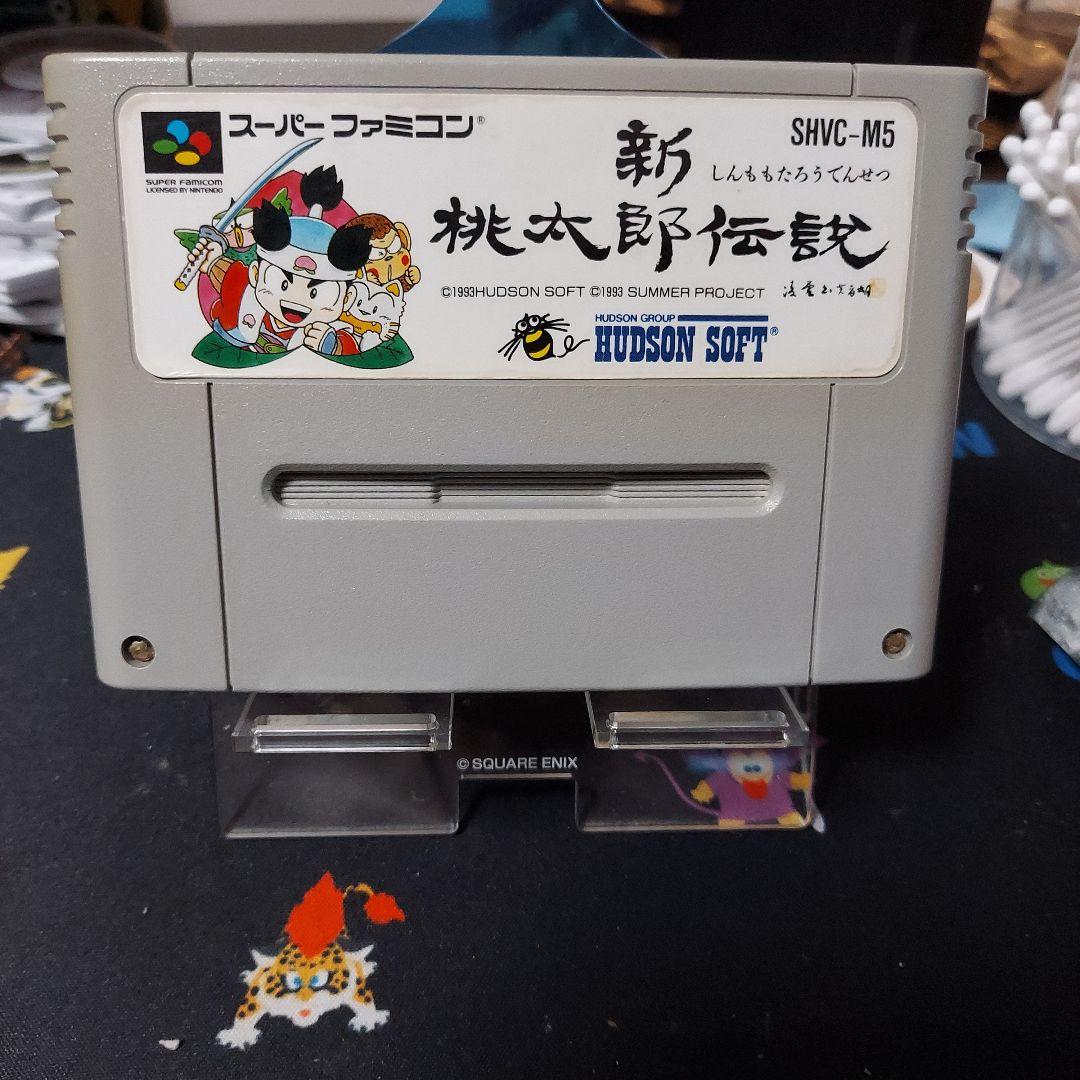 スーパーファミコン®
SUPER FAMICOM
LICENSED BY NINTENDO
SHVC-M5
新
しんももたろうでんせつ
桃太郎伝説
©1993HUDSON SOFT ©1993 SUMMER PROJECT
HUDSON GROUP
HUDSON SOFT®
© SQUARE ENIX